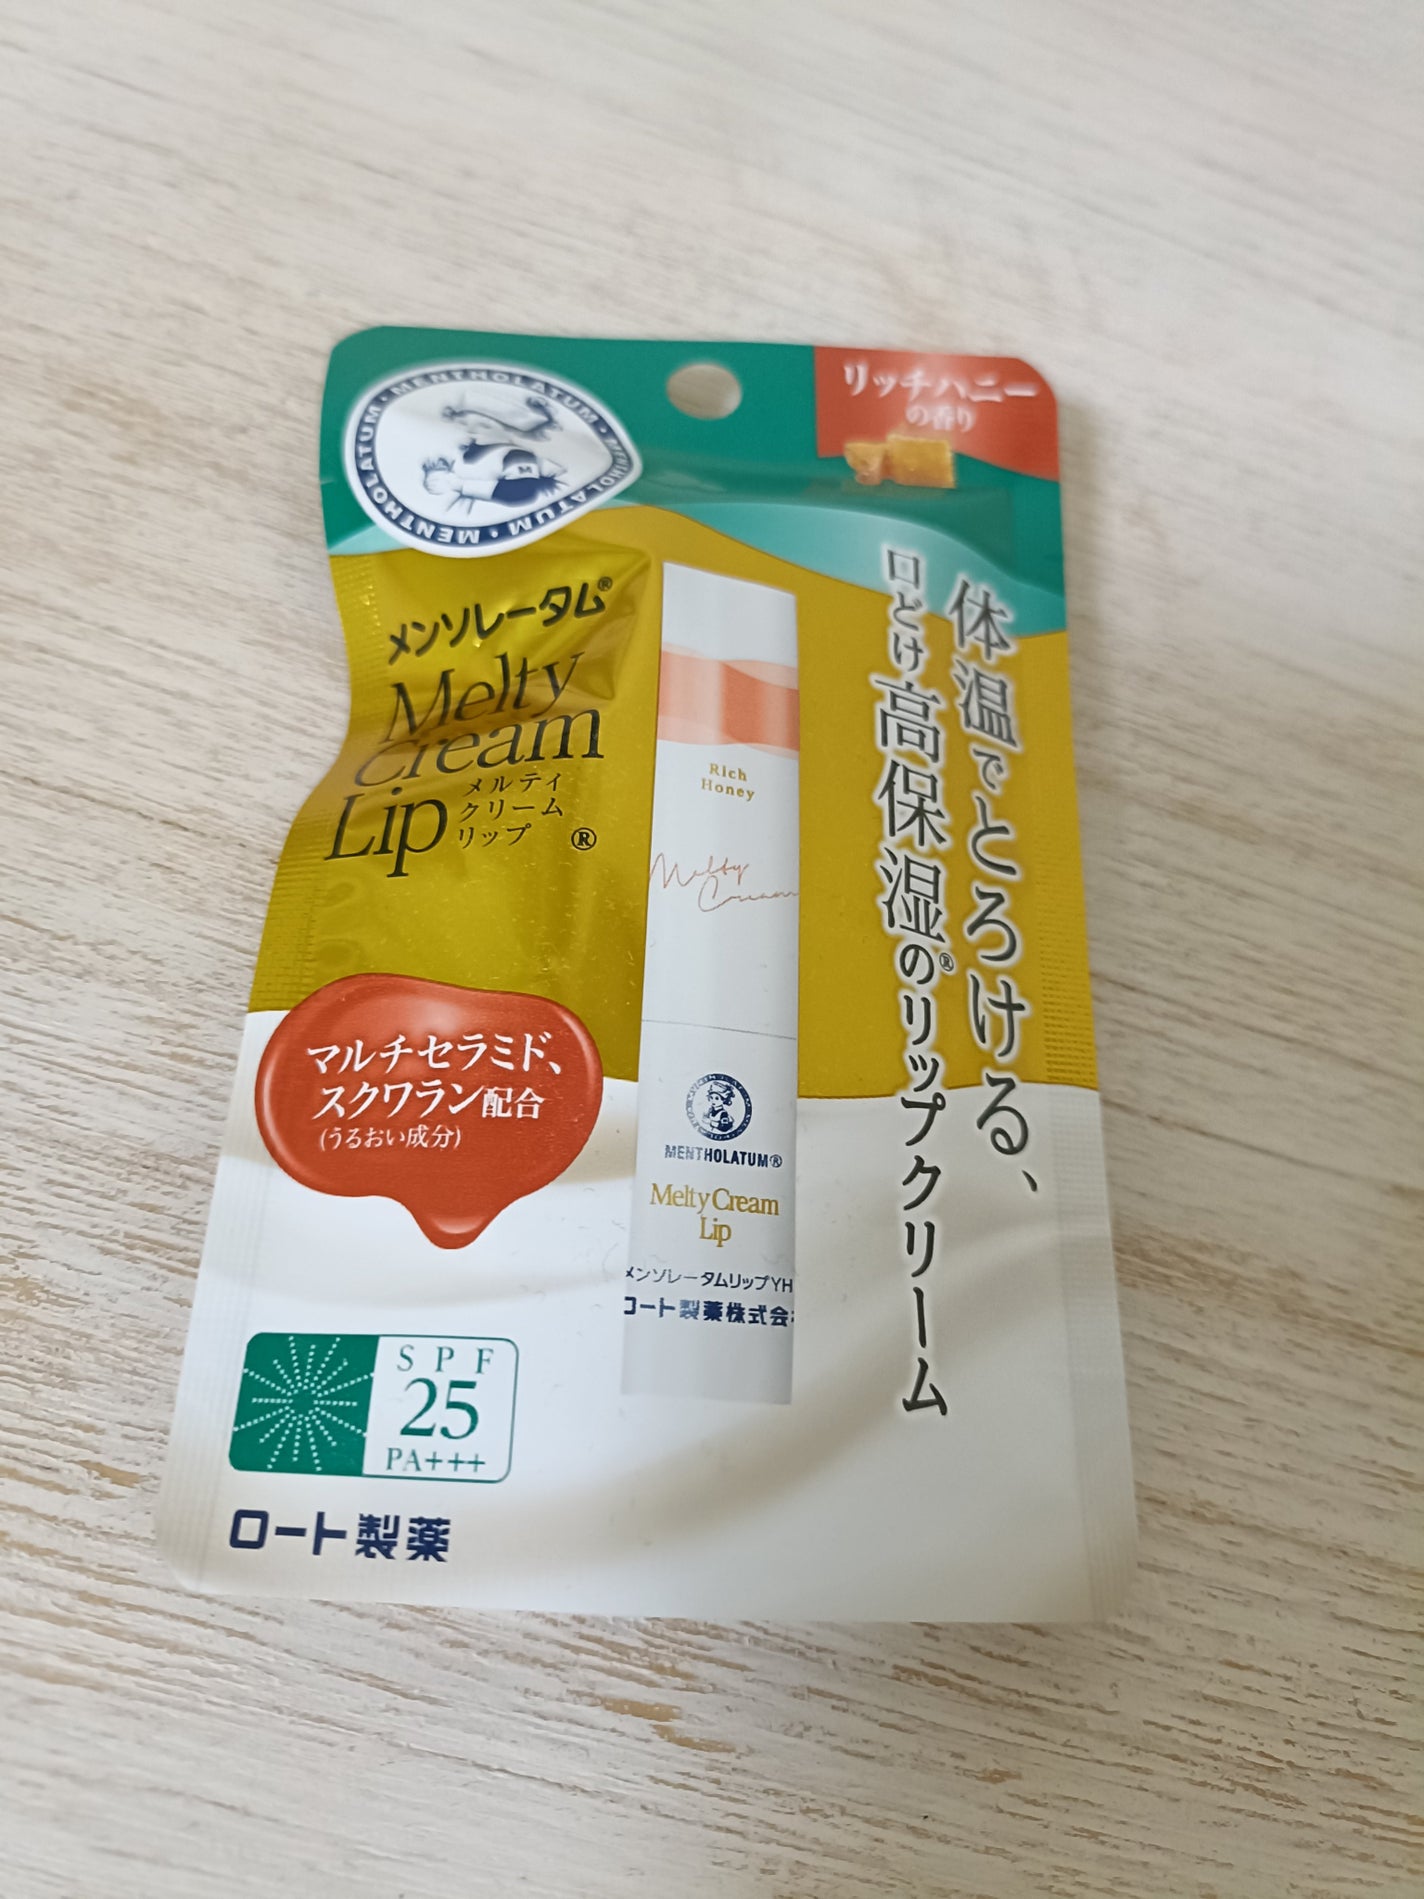 MENTHOLATUM・MENTHOLATUM・MENTHOLATUM・MENTHOLATUM・
リッチハニー
の香り
メンソレータム®
Melty
Cream
Lip
メルティ
クリーム
リップ ®
体温でとろける、
口どけ高保湿®のリップクリーム
Rich
Honey
Melty
Cream
MENTHOLATUM®
Melty Cream
Lip
メンソレータムリップYH
ロート製薬株式会
マルチセラミド、
スクワラン配合
(うるおい成分)
SPF
25
PA+++
ロート製薬